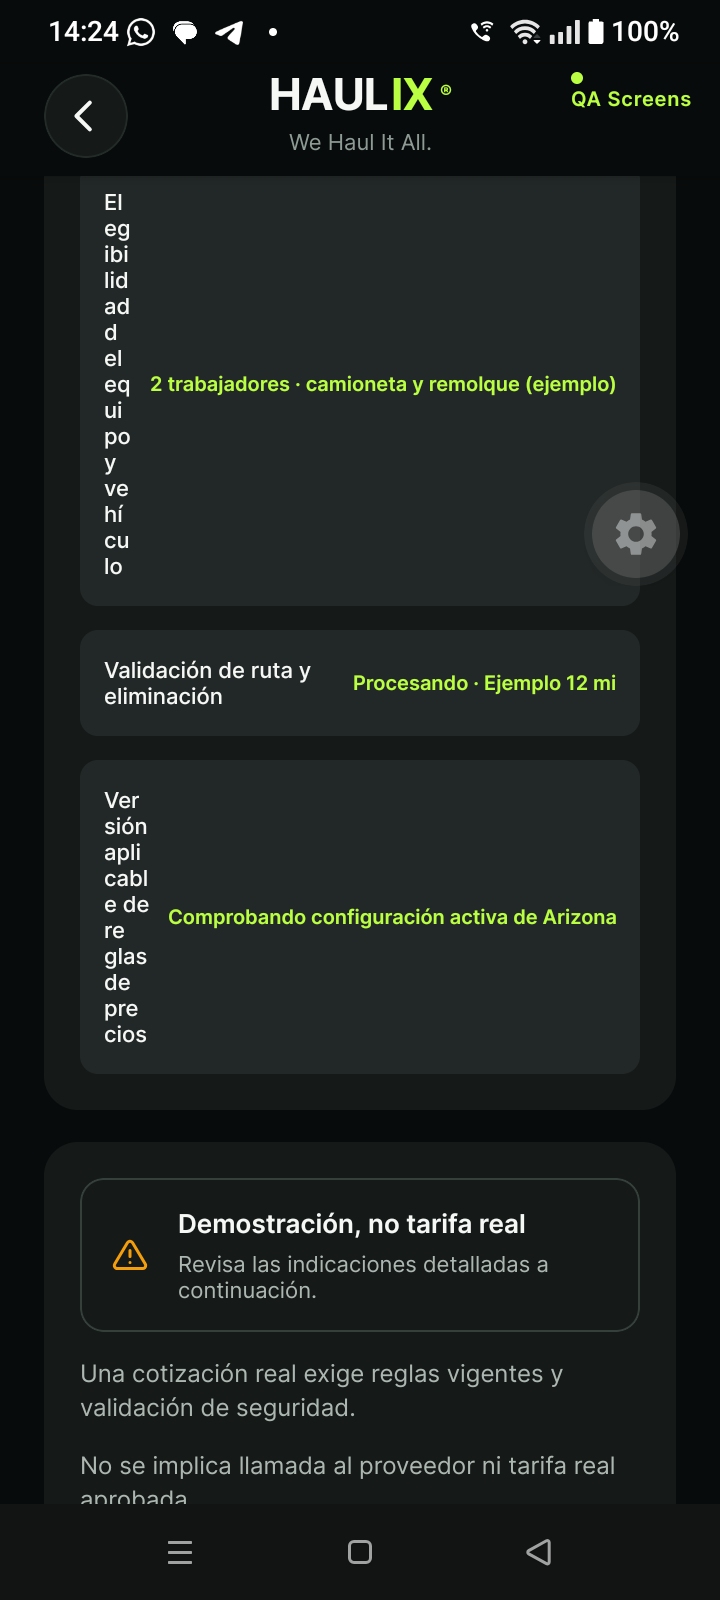 14:24
100%
HAULIX ®
We Haul It All.
QA Screens
El
eg
ibi
lid
ad
d
el
eq
ui
po
y
ve
hí
cu
lo
2 trabajadores · camioneta y remolque (ejemplo)
Validación de ruta y
eliminación
Procesando · Ejemplo 12 mi
Ver
sión
apli
cabl
e de
re
glas
de
pre
cios
Comprobando configuración activa de Arizona
Demostración, no tarifa real
Revisa las indicaciones detalladas a
continuación.
Una cotización real exige reglas vigentes y
validación de seguridad.
No se implica llamada al proveedor ni tarifa real
aprobada